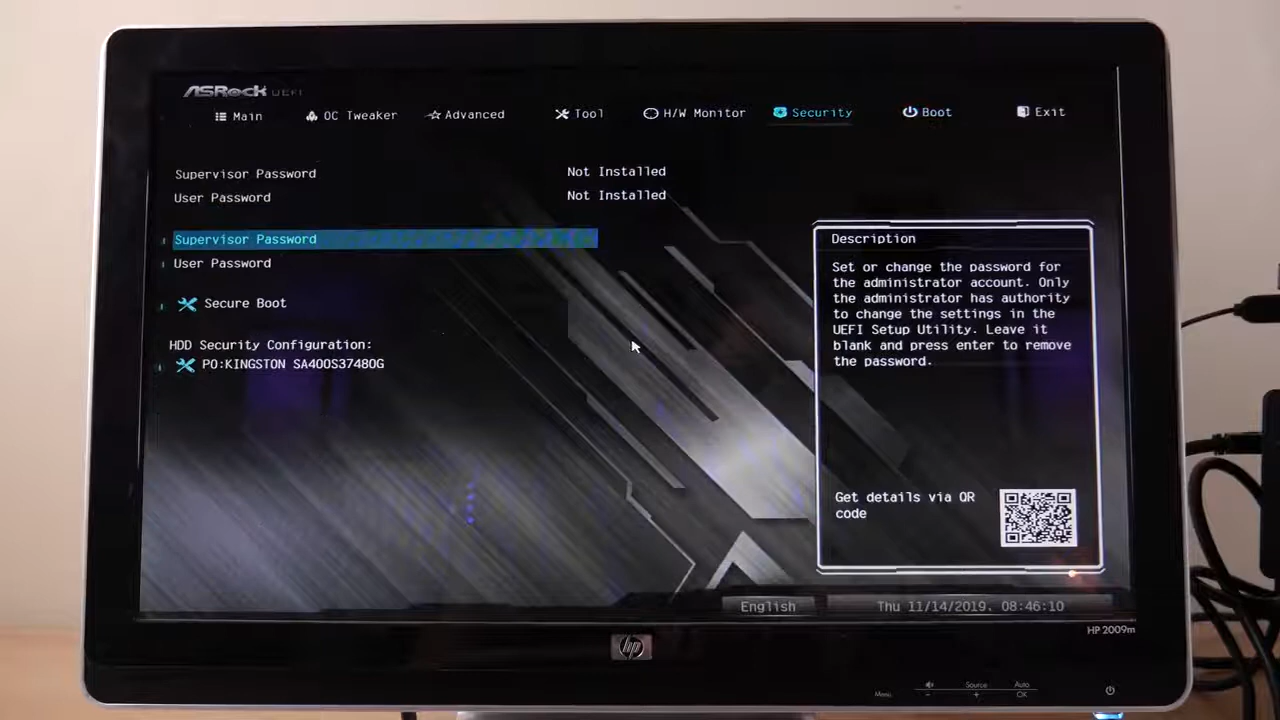 ASRock UEFI
Main OC Tweaker Advanced Tool H/W Monitor Security Boot Exit
Supervisor Password Not Installed
User Password Not Installed
Supervisor Password
User Password
Secure Boot
HDD Security Configuration:
P0:KINGSTON SA400S37480G
Description
Set or change the password for
the administrator account. Only
the administrator has authority
to change the settings in the
UEFI Setup Utility. Leave it
blank and press enter to remove
the password.
Get details via QR
code
English Thu 11/14/2019. 08:46:10
HP 2009m
hp
Menu - Source + Auto OK